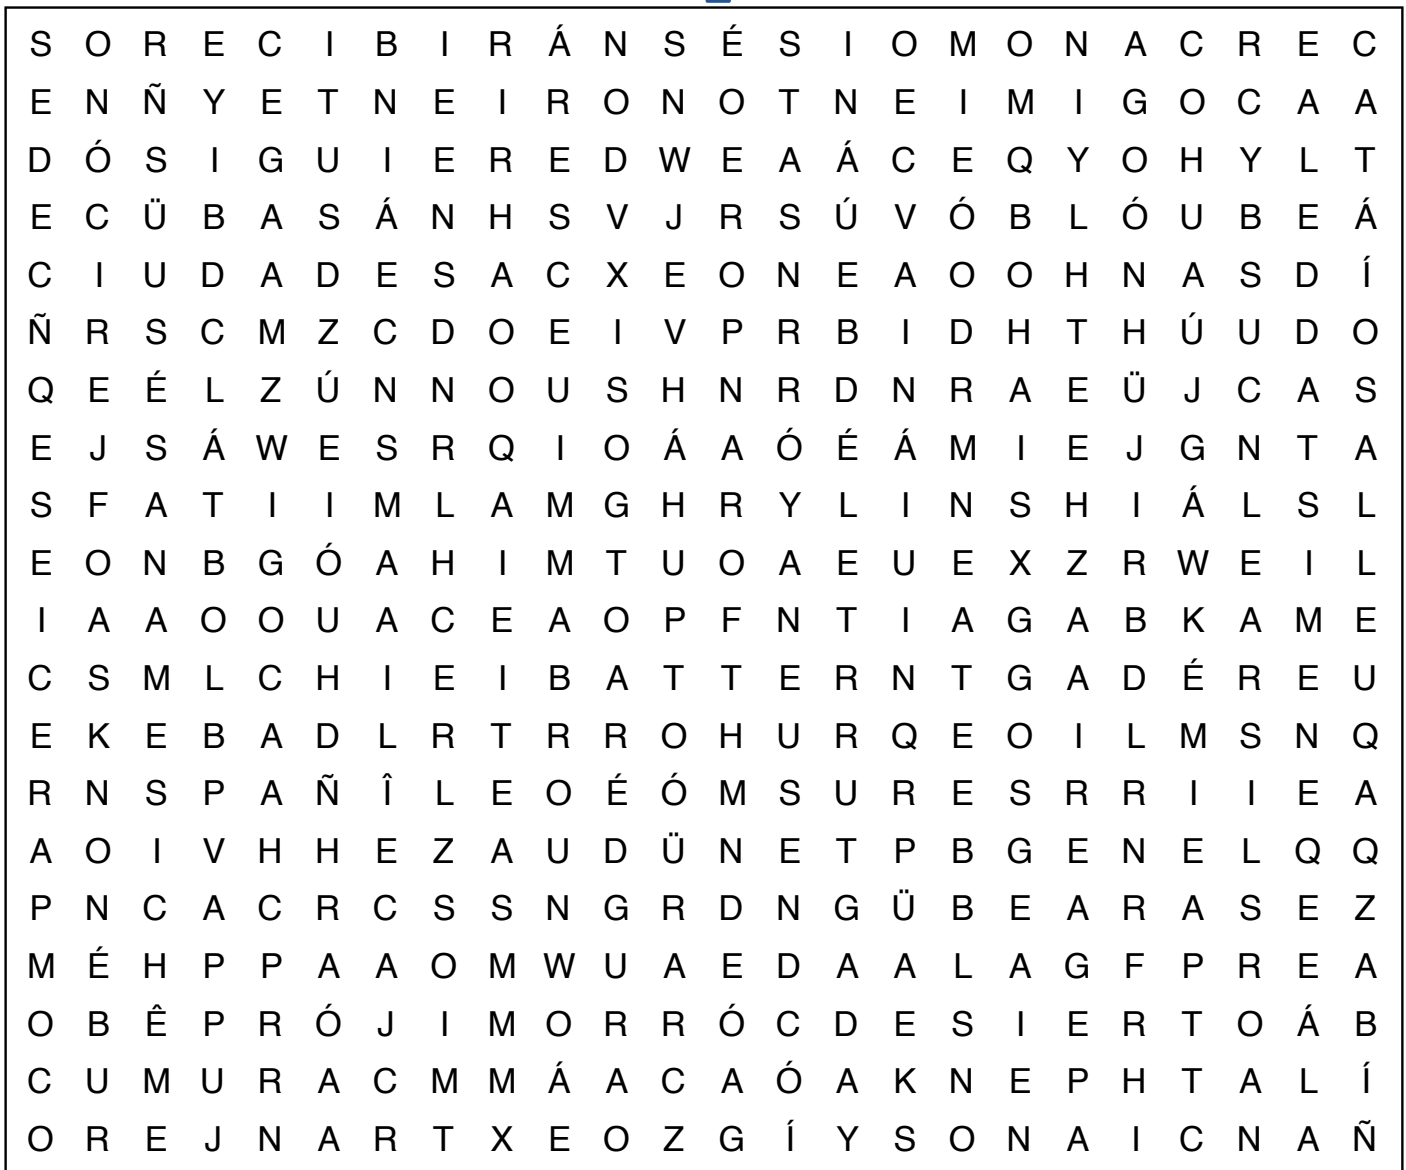 S O R E C I B I R Á N S É S I O M O N A C R E C
E N Ñ Y E T N E I R O N O T N E I M I G O C A A
D Ó S I G U I E R E D W E A Á C E Q Y O H Y L T
E C Ü B A S Á N H S V J R S Ú V Ó B L Ó U B E Á
C I U D A D E S A C X E O N E A O O H N A S D Í
Ñ R S C M Z C D O E I V P R B I D H T H Ú U D O
Q E É L Z Ú N N O U S H N R D N R A E Ü J C A S
E J S Á W E S R Q I O Á A Ó É Á M I E J G N T A
S F A T I I M L A M G H R Y L I N S H I Á L S L
E O N B G Ó A H I M T U O A E U E X Z R W E I L
I A A O O U A C E A O P F N T I A G A B K A M E
C S M L C H I E I B A T T E R N T G A D É R E U
E K E B A D L R T R R O H U R Q E O I L M S N Q
R N S P A Ñ Î L E O É Ó M S U R E S R R I I E A
A O I V H H E Z A U D Ü N E T P B G E N E L Q Q
P N C A C R C S S N G R D N G Ü B E A R A S E Z
M É H P P A A O M W U A E D A A L A G F P R E A
O B Ê P R Ó J I M O R R Ó C D E S I E R T O Á B
C U M U R A C M M Á A C A Ó A K N E P H T A L Í
O R E J N A R T X E O Z G Í Y S O N A I C N A Ñ